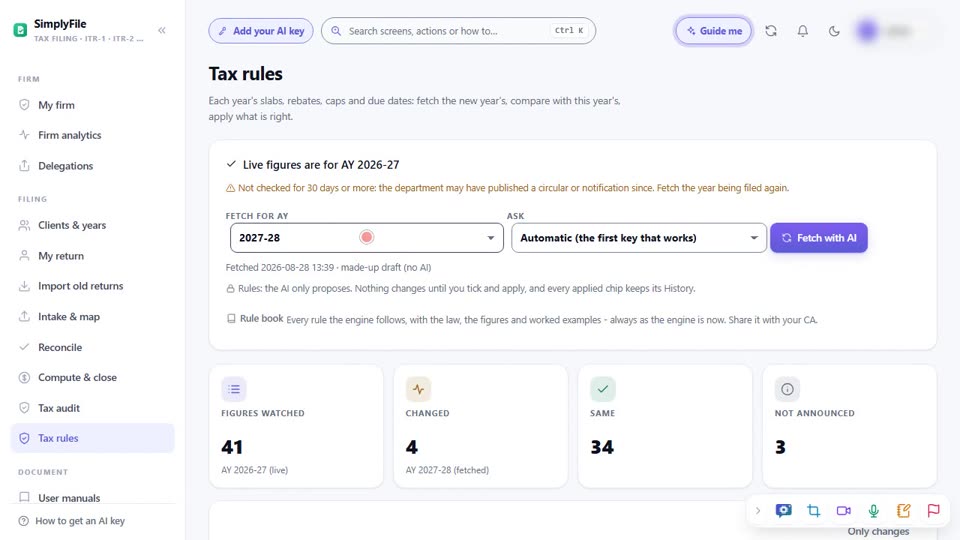 SimplyFile
TAX FILING · ITR-1 · ITR-2 ...
Add your AI key
Search screens, actions or how to...
Ctrl K
Guide me
FIRM
My firm
Firm analytics
Delegations
FILING
Clients & years
My return
Import old returns
Intake & map
Reconcile
Compute & close
Tax audit
Tax rules
DOCUMENT
User manuals
How to get an AI key
Tax rules
Each year's slabs, rebates, caps and due dates: fetch the new year's, compare with this year's,
apply what is right.
Live figures are for AY 2026-27
Not checked for 30 days or more: the department may have published a circular or notification since. Fetch the year being filed again.
FETCH FOR AY
ASK
2027-28
Automatic (the first key that works)
Fetch with AI
Fetched 2026-08-28 13:39 · made-up draft (no AI)
Rules: the AI only proposes. Nothing changes until you tick and apply, and every applied chip keeps its History.
Rule book Every rule the engine follows, with the law, the figures and worked examples - always as the engine is now. Share it with your CA.
FIGURES WATCHED
41
AY 2026-27 (live)
CHANGED
4
AY 2027-28 (fetched)
SAME
34
NOT ANNOUNCED
3
Only changes